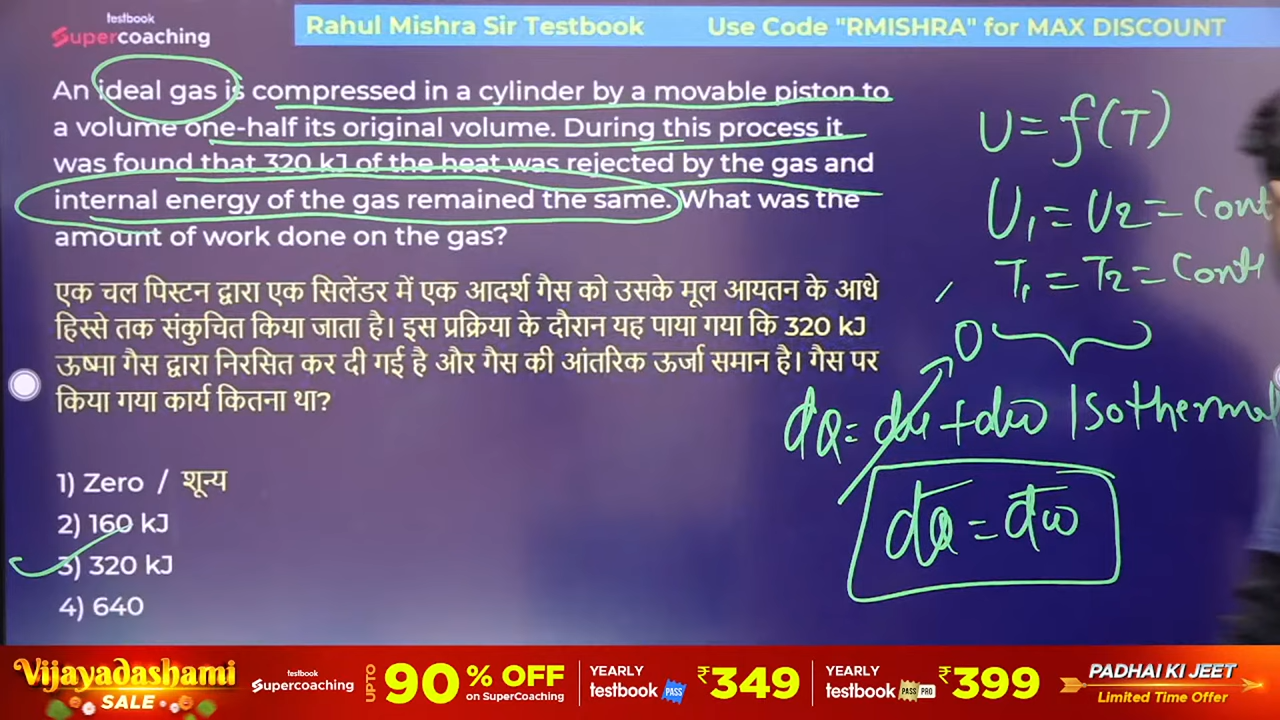 testbook
Supercoaching
Rahul Mishra Sir Testbook Use Code "RMISHRA" for MAX DISCOUNT
An ideal gas is compressed in a cylinder by a movable piston to
a volume one-half its original volume. During this process it
was found that 320 kJ of the heat was rejected by the gas and
internal energy of the gas remained the same. What was the
amount of work done on the gas?
एक चल पिस्टन द्वारा एक सिलेंडर में एक आदर्श गैस को उसके मूल आयतन के आधे
हिस्से तक संकुचित किया जाता है। इस प्रक्रिया के दौरान यह पाया गया कि 320 kJ
ऊष्मा गैस द्वारा निरसित कर दी गई है और गैस की आंतरिक ऊर्जा समान है। गैस पर
किया गया कार्य कितना था?
1) Zero / शून्य
2) 160 kJ
3) 320 kJ
4) 640
U = f(T)
U₁ = U₂ = Cont
T₁ = T₂ = Cont
0
dQ = du + dw Isothermal
dQ = dw
Vijayadashami
SALE
testbook
Supercoaching
UPTO 90% OFF
on SuperCoaching
YEARLY
testbook PASS
₹349
YEARLY
testbook PASS PRO
₹399
PADHAI KI JEET
Limited Time Offer